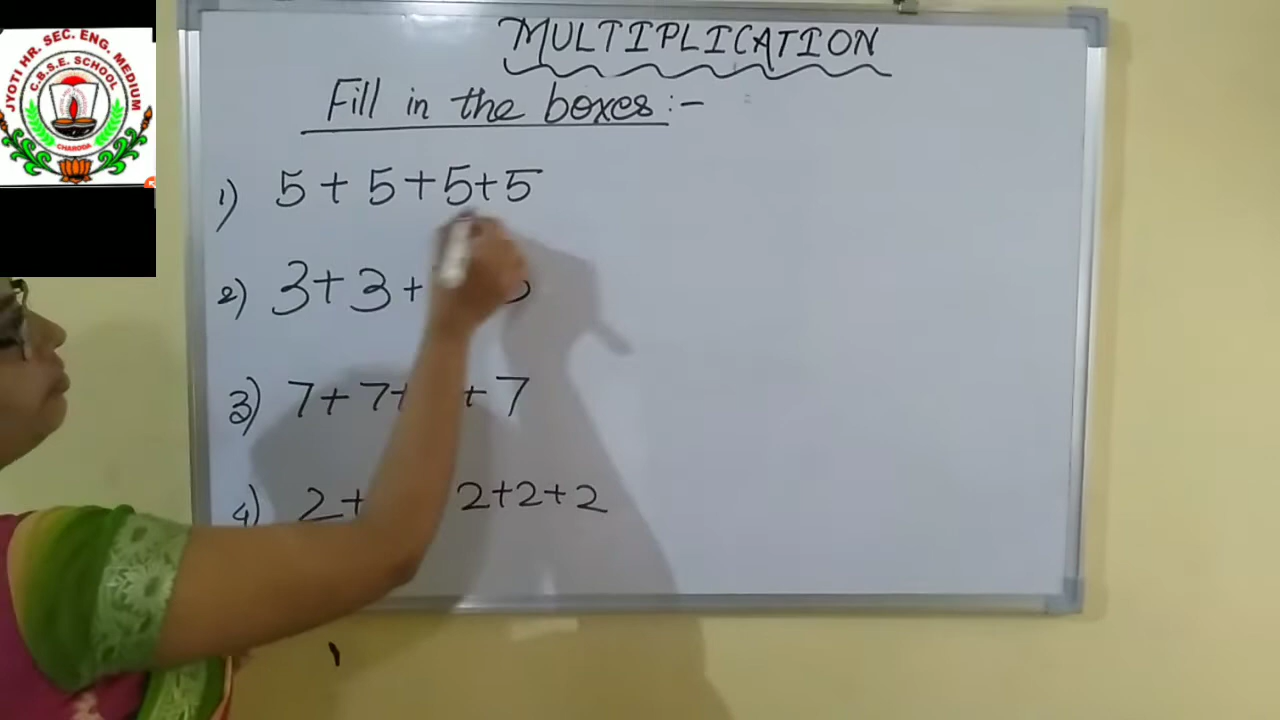 JYOTI HR. SEC. ENG. MEDIUM
C.B.S.E. SCHOOL
CHARODA
MULTIPLICATION
Fill in the boxes :-
1) 5 + 5 + 5 + 5
2) 3 + 3 +
3) 7 + 7 + + 7
4) 2 + 2 + 2 + 2